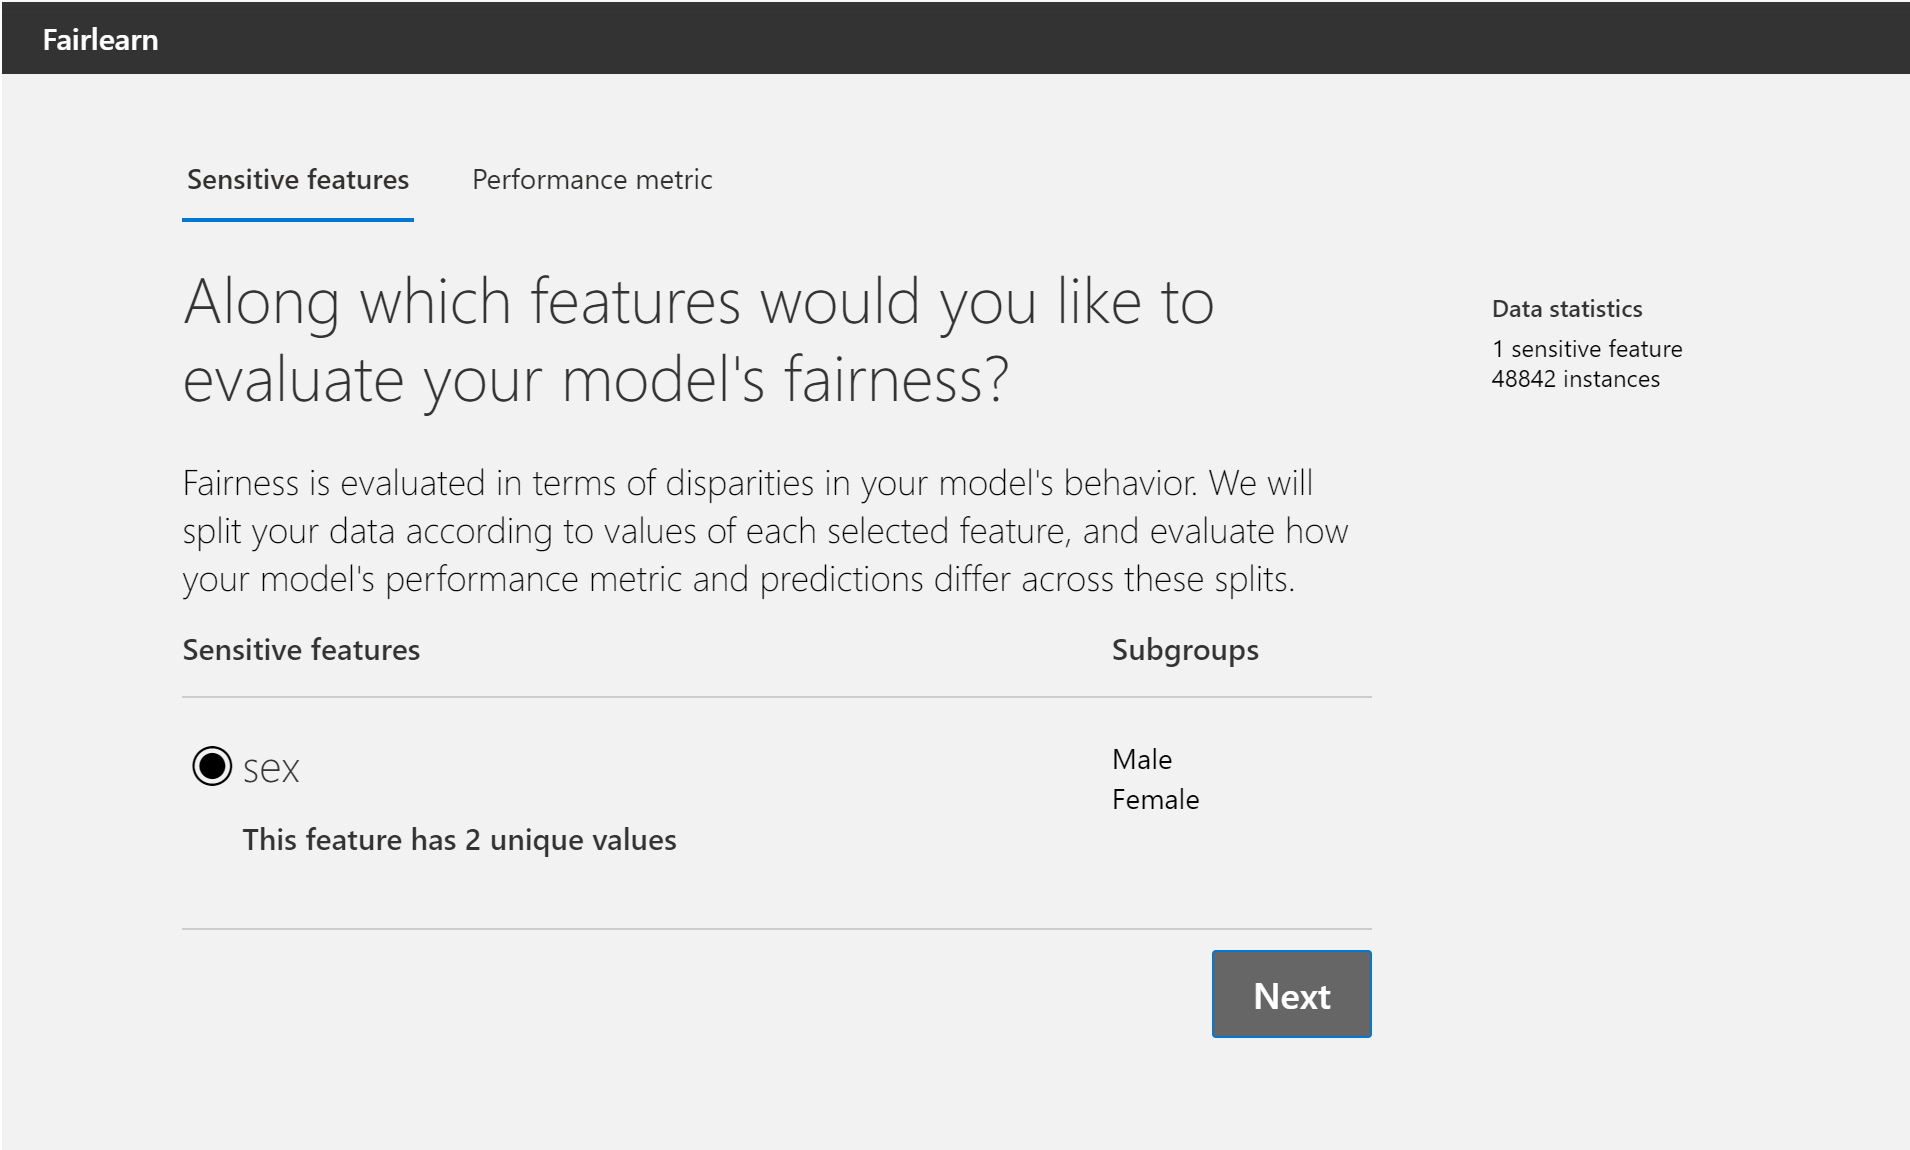 Fairlearn
Sensitive features
Performance metric
Along which features would you like to
evaluate your model's fairness?
Data statistics
1 sensitive feature
48842 instances
Fairness is evaluated in terms of disparities in your model's behavior. We will
split your data according to values of each selected feature, and evaluate how
your model's performance metric and predictions differ across these splits.
Sensitive features
Subgroups
sex
Male
Female
This feature has 2 unique values
Next